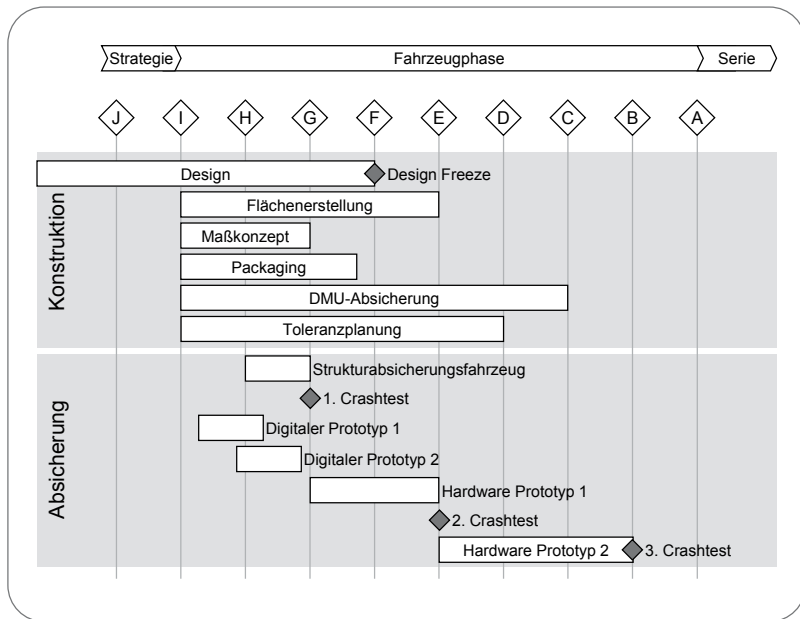 Strategie Fahrzeugphase Serie
J I H G F E D C B A
Konstruktion
Design Design Freeze
Flächenerstellung
Maßkonzept
Packaging
DMU-Absicherung
Toleranzplanung
Absicherung
Strukturabsicherungsfahrzeug
1. Crashtest
Digitaler Prototyp 1
Digitaler Prototyp 2
Hardware Prototyp 1
2. Crashtest
Hardware Prototyp 2 3. Crashtest